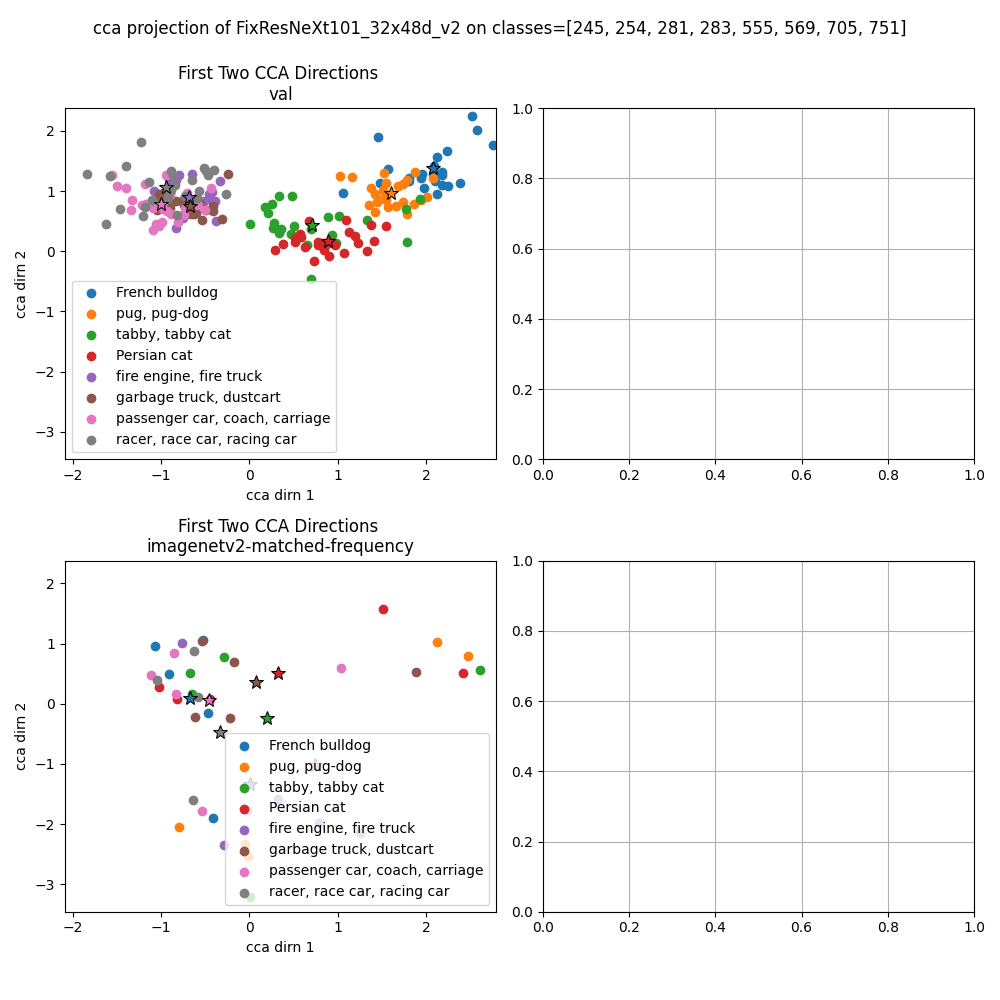 cca projection of FixResNeXt101_32x48d_v2 on classes=[245, 254, 281, 283, 555, 569, 705, 751]
First Two CCA Directions
val
2
1
0
−1
−2
−3
cca dirn 2
French bulldog
pug, pug-dog
tabby, tabby cat
Persian cat
fire engine, fire truck
garbage truck, dustcart
passenger car, coach, carriage
racer, race car, racing car
−2 −1 0 1 2
cca dirn 1
1.0
0.8
0.6
0.4
0.2
0.0
0.0 0.2 0.4 0.6 0.8 1.0
First Two CCA Directions
imagenetv2-matched-frequency
2
1
0
−1
−2
−3
cca dirn 2
French bulldog
pug, pug-dog
tabby, tabby cat
Persian cat
fire engine, fire truck
garbage truck, dustcart
passenger car, coach, carriage
racer, race car, racing car
−2 −1 0 1 2
cca dirn 1
1.0
0.8
0.6
0.4
0.2
0.0
0.0 0.2 0.4 0.6 0.8 1.0